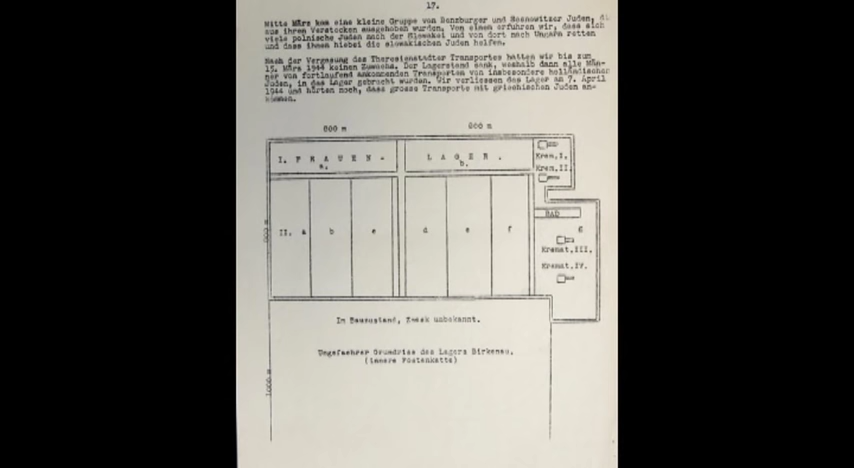 17.
Mitte März kam eine kleine Gruppe von Benzburger und Sosnowitzer Juden, di
aus ihren Verstecken ausgehoben wurden. Von einem erfuhren wir, dass sich
viele polnische Juden nach der Slowakei und von dort nach Ungarn retten
und dass ihnen hiebei die slowakischen Juden helfen.
Nach der Vergasung des Theresienstädter Transportes hatten wir bis zum
15. März 1944 keinen Zuwachs. Der Lagerstand sank, weshalb dann alle Män-
ner von fortlaufend ankommenden Transporten von insbesondere holländischen
Juden, in das Lager gebracht wurden. Wir verliessen das Lager am 7. April
1944 und hörten noch, dass grosse Transporte mit griechischen Juden an-
kommen.
600 m
I. FRAUEN-
a.
LAGER.
b.
Krem.I.
Krem.II.
II. a
b
d
e
f
BAD
g
Kremat.III.
Kremat.IV.
1000 m
Im Bauzustand, Zweck unbekannt.
Ungefaehrer Grundriss des Lagers Birkenau.
(innere Postenkette)